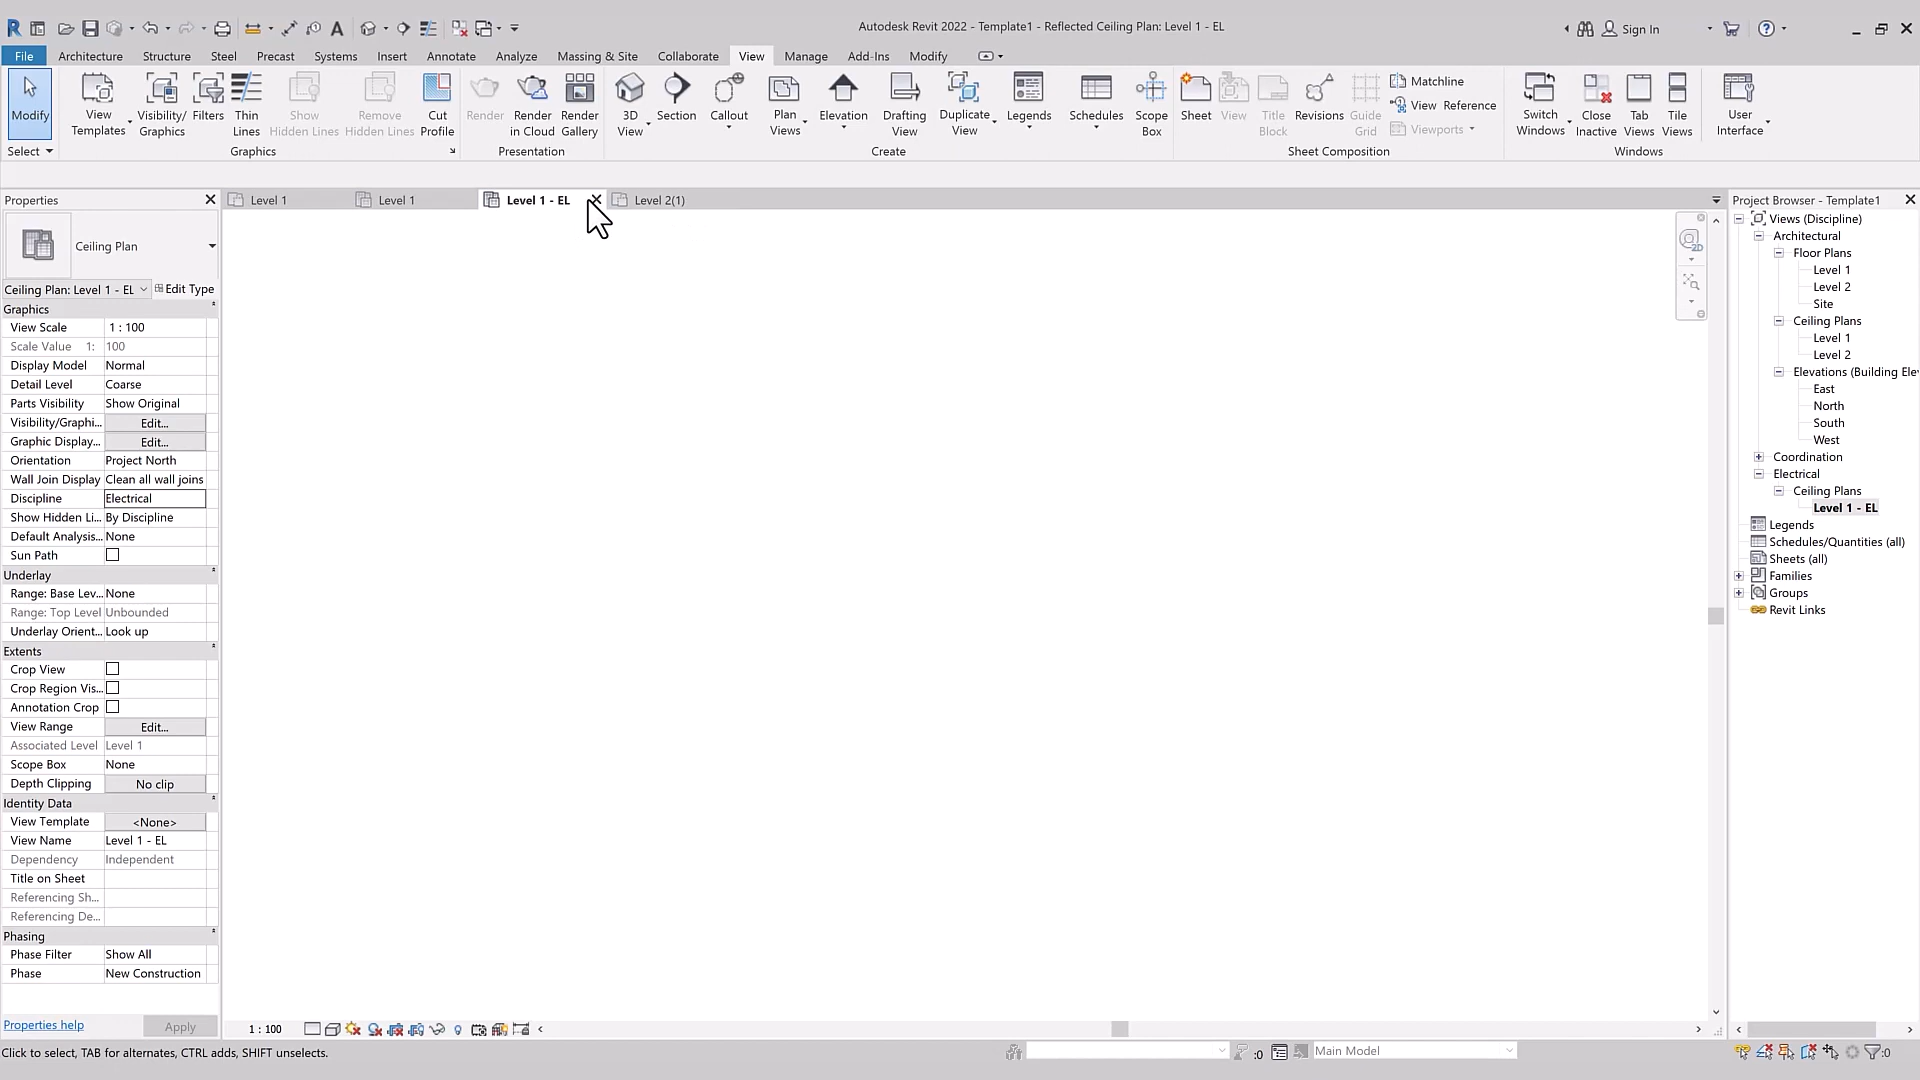 Autodesk Revit 2022 - Template1 - Reflected Ceiling Plan: Level 1 - EL
Sign In
File Architecture Structure Steel Precast Systems Insert Annotate Analyze Massing & Site Collaborate View Manage Add-Ins Modify
Modify
View
Templates
Visibility/
Graphics
Filters
Thin
Lines
Show
Hidden Lines
Remove
Hidden Lines
Cut
Profile
Render
Render
in Cloud
Render
Gallery
3D
View
Section
Callout
Plan
Views
Elevation
Drafting
View
Duplicate
View
Legends
Schedules
Scope
Box
Sheet
View
Title
Block
Revisions
Guide
Grid
Matchline
View Reference
Viewports
Switch
Windows
Close
Inactive
Tab
Views
Tile
Views
User
Interface
Select
Graphics
Presentation
Create
Sheet Composition
Windows
Properties
Level 1
Level 1
Level 1 - EL
Level 2(1)
Ceiling Plan
Ceiling Plan: Level 1 - EL
Edit Type
Graphics
View Scale 1 : 100
Scale Value 1: 100
Display Model Normal
Detail Level Coarse
Parts Visibility Show Original
Visibility/Graphi... Edit...
Graphic Display... Edit...
Orientation Project North
Wall Join Display Clean all wall joins
Discipline Electrical
Show Hidden Li... By Discipline
Default Analysis... None
Sun Path
Underlay
Range: Base Lev... None
Range: Top Level Unbounded
Underlay Orient... Look up
Extents
Crop View
Crop Region Vis...
Annotation Crop
View Range Edit...
Associated Level Level 1
Scope Box None
Depth Clipping No clip
Identity Data
View Template <None>
View Name Level 1 - EL
Dependency Independent
Title on Sheet
Referencing Sh...
Referencing De...
Phasing
Phase Filter Show All
Phase New Construction
Properties help
Apply
2D
Project Browser - Template1
Views (Discipline)
Architectural
Floor Plans
Level 1
Level 2
Site
Ceiling Plans
Level 1
Level 2
Elevations (Building Ele
East
North
South
West
Coordination
Electrical
Ceiling Plans
Level 1 - EL
Legends
Schedules/Quantities (all)
Sheets (all)
Families
Groups
Revit Links
1 : 100
Click to select, TAB for alternates, CTRL adds, SHIFT unselects.
:0
Main Model
:0